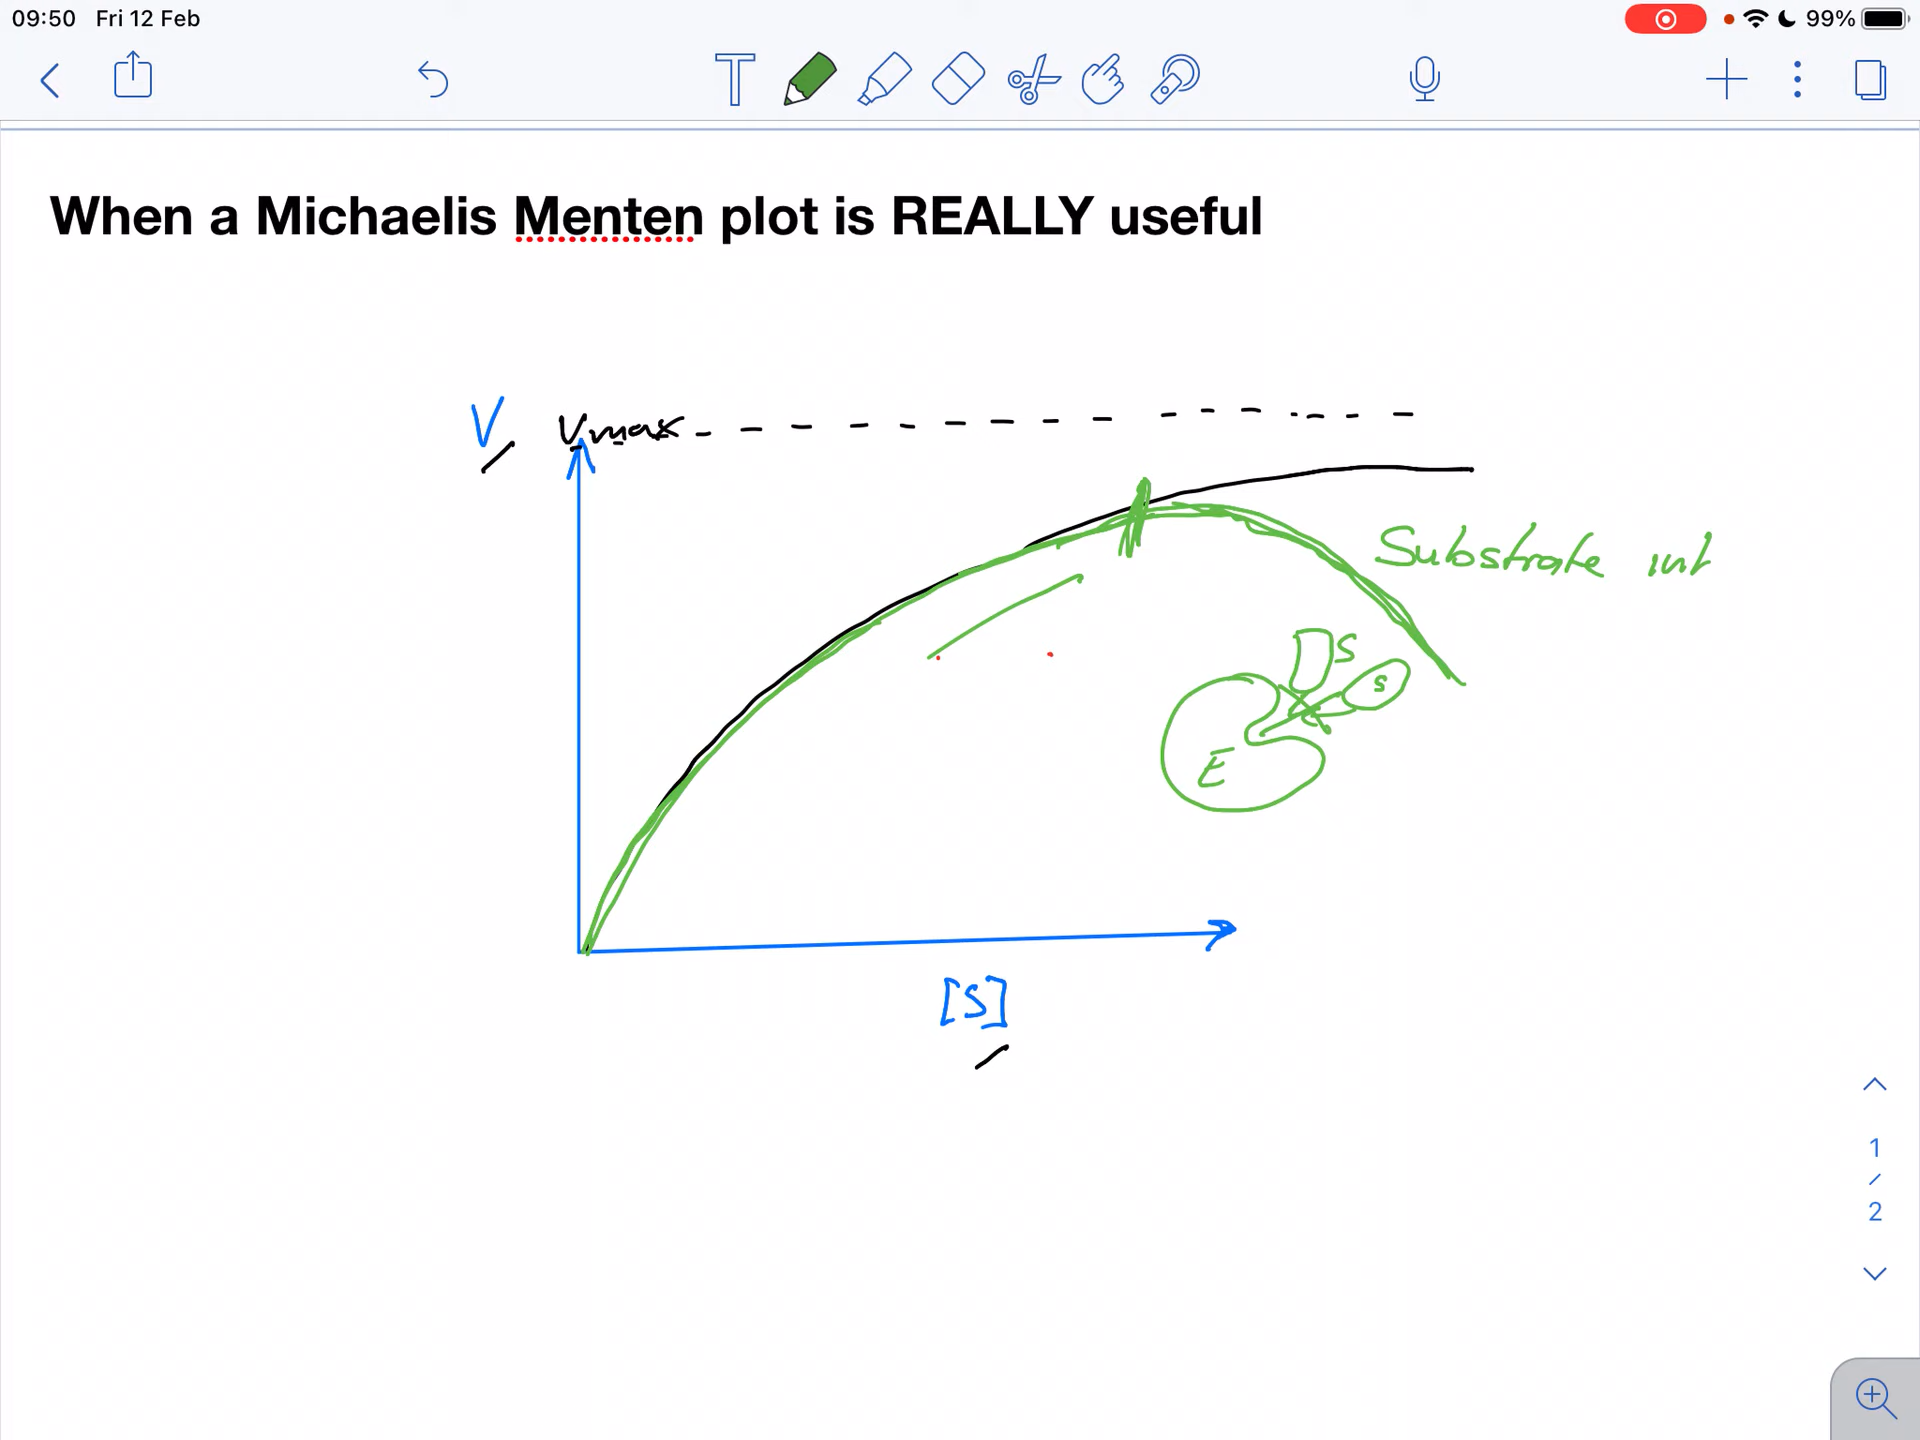 09:50 Fri 12 Feb 99%
T
When a Michaelis Menten plot is REALLY useful
V Vmax
Substrate inh
S
S
E
[S]
1
/
2